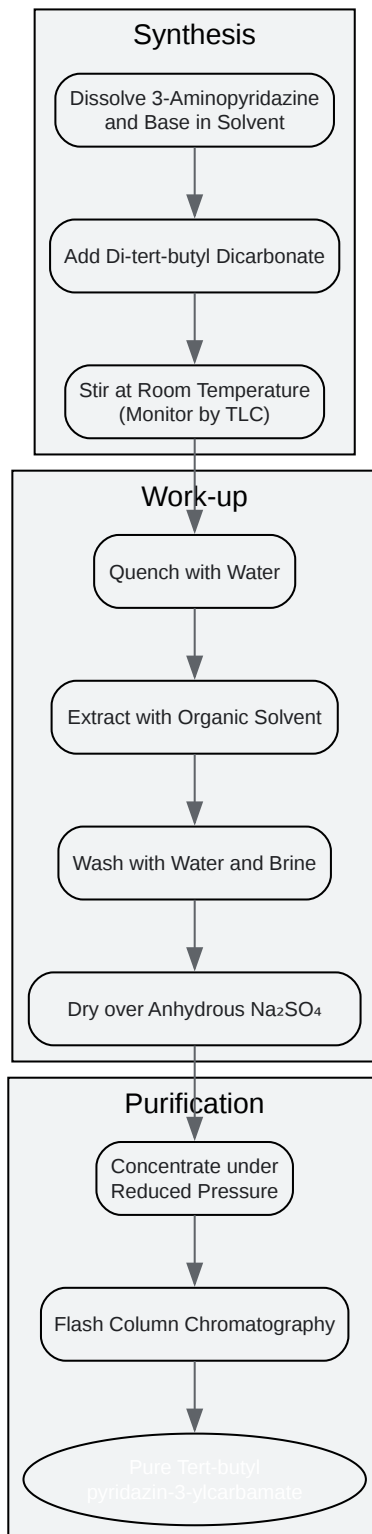 Synthesis
Dissolve 3-Aminopyridazine
and Base in Solvent
Add Di-tert-butyl Dicarbonate
Stir at Room Temperature
(Monitor by TLC)
Work-up
Quench with Water
Extract with Organic Solvent
Wash with Water and Brine
Dry over Anhydrous Na₂SO₄
Purification
Concentrate under
Reduced Pressure
Flash Column Chromatography
Pure Tert-butyl
pyridazin-3-ylcarbamate